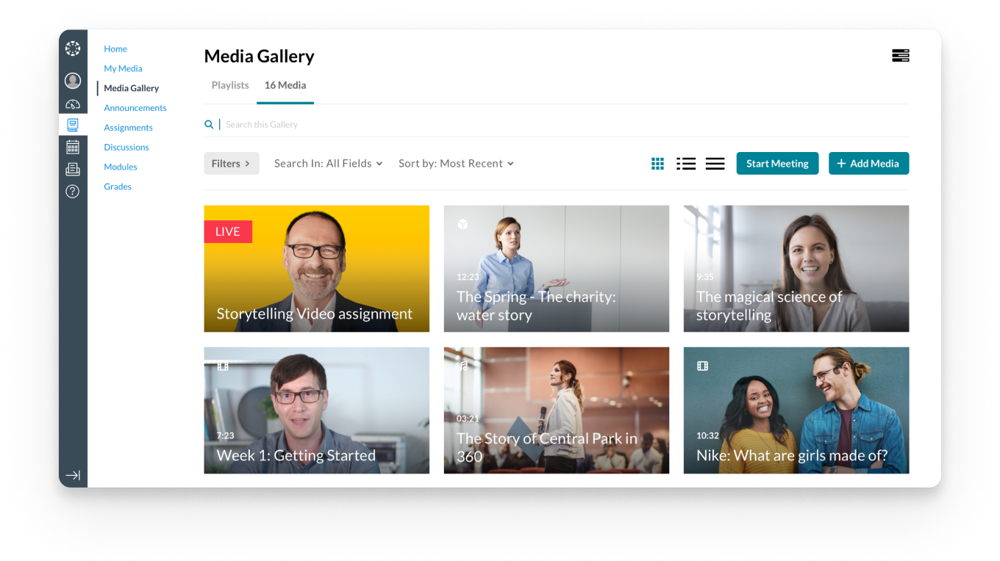 Home
My Media
Media Gallery
Announcements
Assignments
Discussions
Modules
Grades
Media Gallery
Playlists
16 Media
Search this Gallery
Filters >
Search In: All Fields
Sort by: Most Recent
Start Meeting
+ Add Media
LIVE
Storytelling Video assignment
12:23
The Spring - The charity:
water story
9:35
The magical science of
storytelling
7:23
Week 1: Getting Started
03:21
The Story of Central Park in
360
10:32
Nike: What are girls made of?